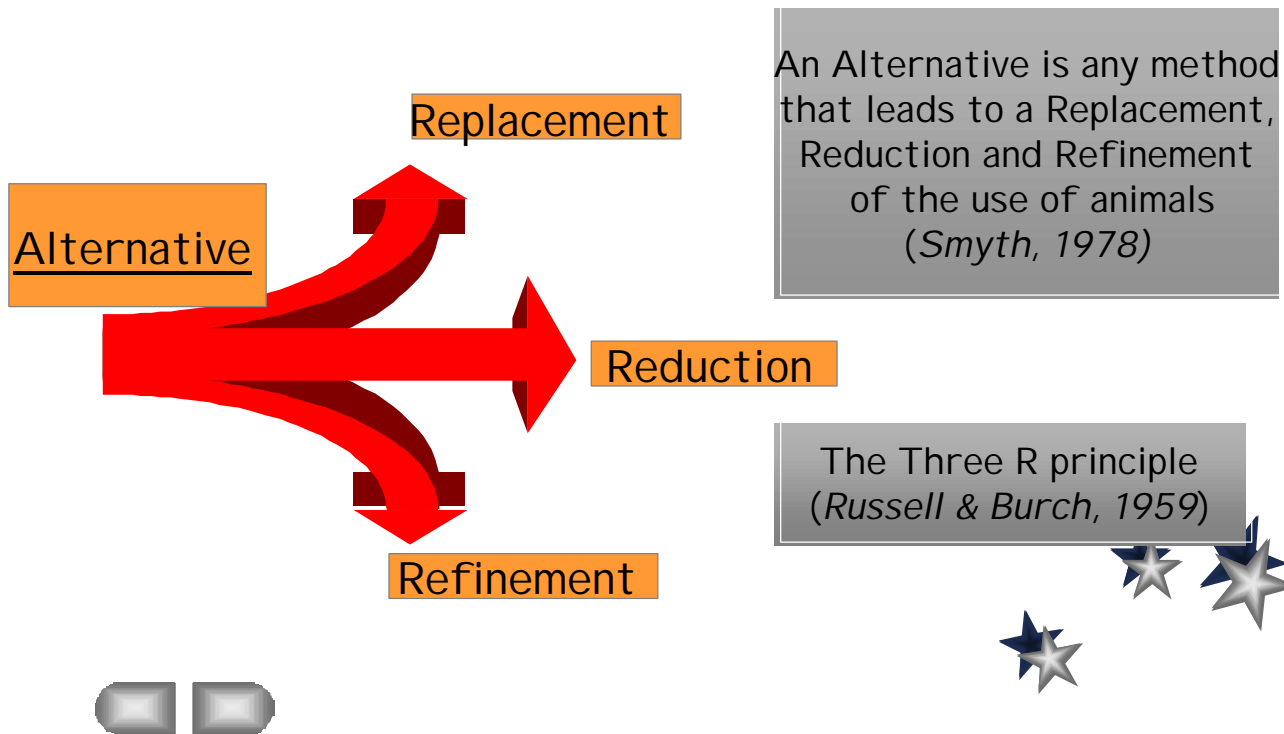 Alternative
Replacement
Reduction
Refinement
An Alternative is any method
that leads to a Replacement,
Reduction and Refinement
of the use of animals
(Smyth, 1978)
The Three R principle
(Russell & Burch, 1959)